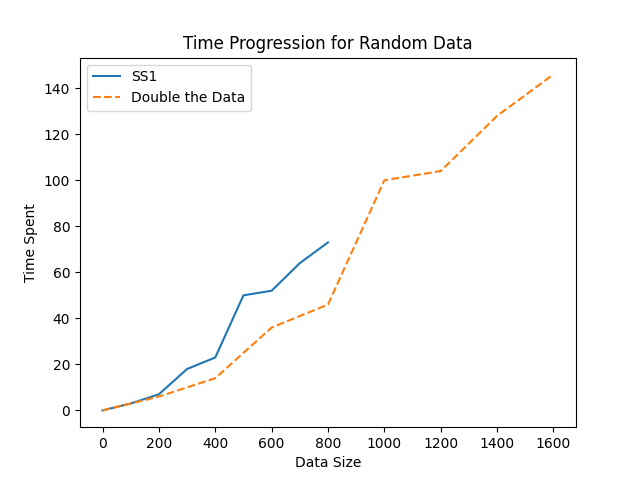 Time Progression for Random Data
SS1
Double the Data
Time Spent
140
120
100
80
60
40
20
0
0 200 400 600 800 1000 1200 1400 1600
Data Size